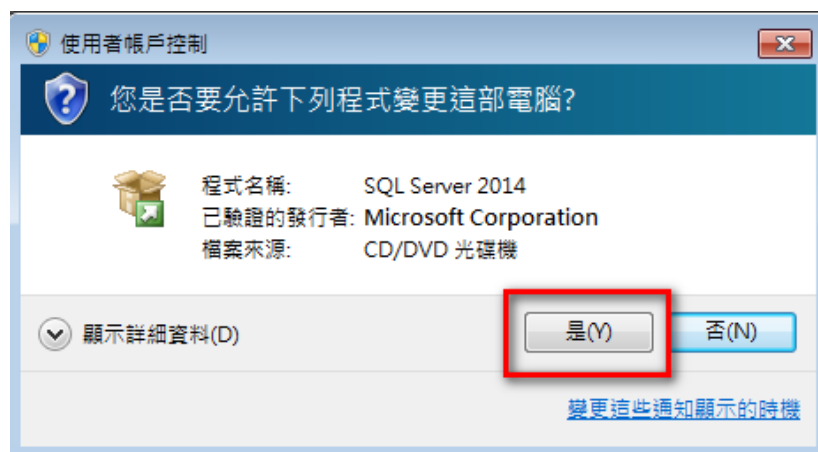 使用者帳戶控制
您是否要允許下列程式變更這部電腦?
程式名稱: SQL Server 2014
已驗證的發行者: Microsoft Corporation
檔案來源: CD/DVD 光碟機
顯示詳細資料(D)
是(Y)
否(N)
變更這些通知顯示的時機